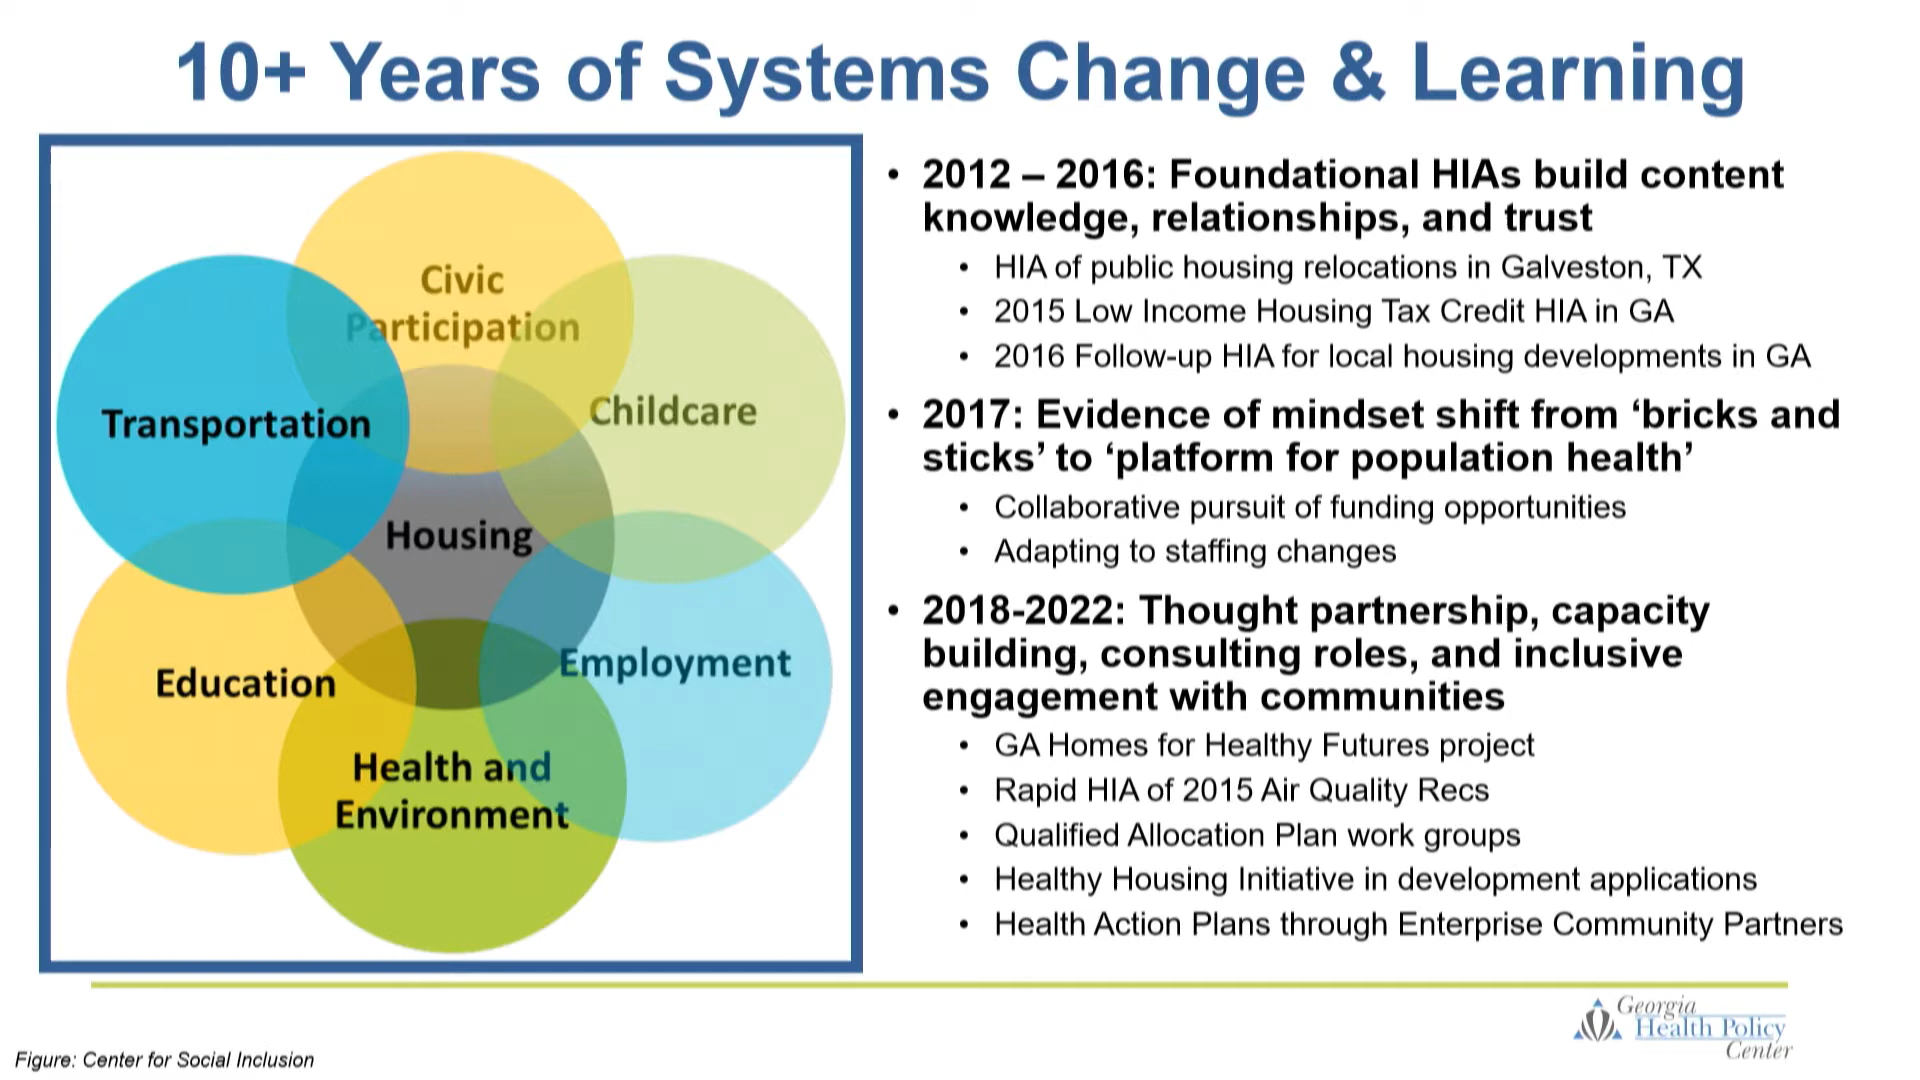 10+ Years of Systems Change & Learning
Civic
Participation
Transportation
Childcare
Housing
Education
Employment
Health and
Environment
• 2012 – 2016: Foundational HIAs build content
knowledge, relationships, and trust
• HIA of public housing relocations in Galveston, TX
• 2015 Low Income Housing Tax Credit HIA in GA
• 2016 Follow-up HIA for local housing developments in GA
• 2017: Evidence of mindset shift from ‘bricks and
sticks’ to ‘platform for population health’
• Collaborative pursuit of funding opportunities
• Adapting to staffing changes
• 2018-2022: Thought partnership, capacity
building, consulting roles, and inclusive
engagement with communities
• GA Homes for Healthy Futures project
• Rapid HIA of 2015 Air Quality Recs
• Qualified Allocation Plan work groups
• Healthy Housing Initiative in development applications
• Health Action Plans through Enterprise Community Partners
Georgia
Health Policy
Center
Figure: Center for Social Inclusion